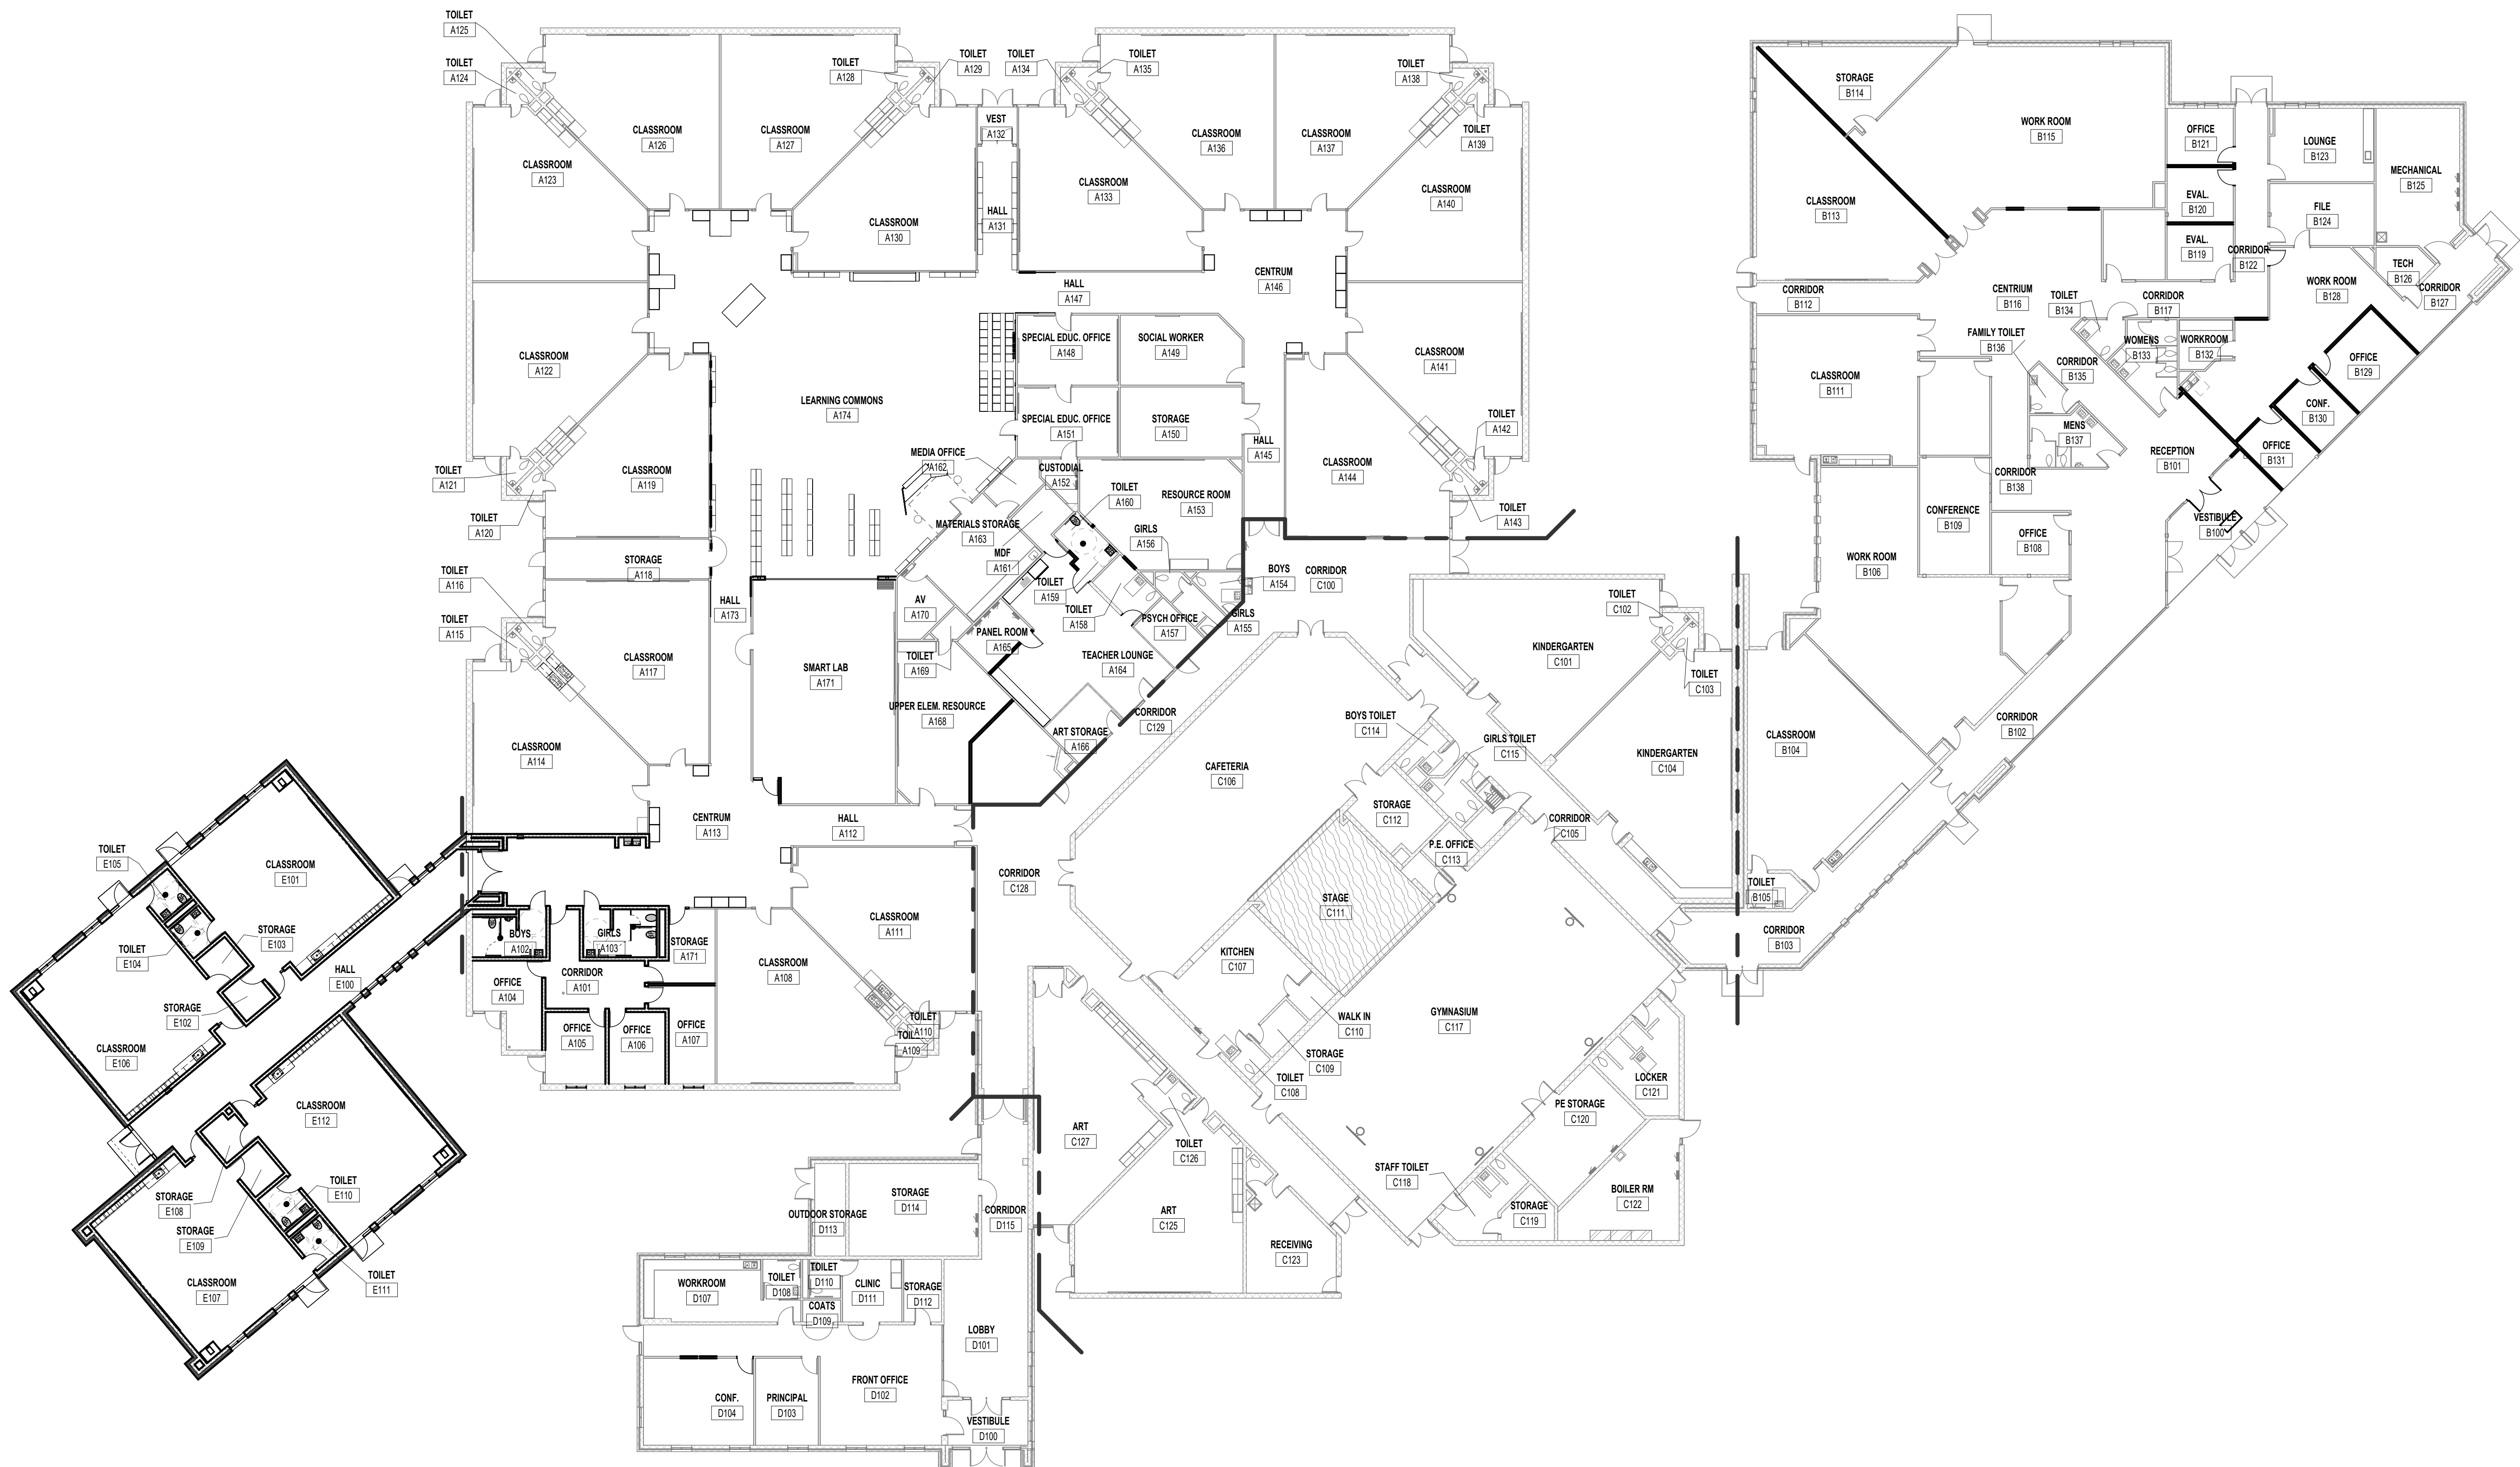 TOILET
A125
TOILET
A124
TOILET
A128
TOILET
A129
TOILET
A134
TOILET
A135
TOILET
A138
TOILET
A139
CLASSROOM
A126
CLASSROOM
A127
VEST
A132
CLASSROOM
A136
CLASSROOM
A137
CLASSROOM
A123
CLASSROOM
A130
HALL
A131
CLASSROOM
A133
CLASSROOM
A140
HALL
A147
CENTRUM
A146
CLASSROOM
A122
SPECIAL EDUC. OFFICE
A148
SOCIAL WORKER
A149
CLASSROOM
A141
LEARNING COMMONS
A174
SPECIAL EDUC. OFFICE
A151
STORAGE
A150
TOILET
A142
HALL
A145
TOILET
A121
CLASSROOM
A119
MEDIA OFFICE
A162
CUSTODIAL
A152
CLASSROOM
A144
TOILET
A120
TOILET
A160
RESOURCE ROOM
A153
TOILET
A143
MATERIALS STORAGE
A163
GIRLS
A156
STORAGE
A118
MDF
A161
TOILET
A116
TOILET
A159
BOYS
A154
CORRIDOR
C100
HALL
A173
AV
A170
TOILET
A158
PSYCH OFFICE
A157
GIRLS
A155
TOILET
A115
PANEL ROOM
A165
CLASSROOM
A117
SMART LAB
A171
TOILET
A169
TEACHER LOUNGE
A164
UPPER ELEM. RESOURCE
A168
ART STORAGE
A166
CORRIDOR
C129
CLASSROOM
A114
CENTRUM
A113
HALL
A112
CORRIDOR
C128
CLASSROOM
A111
BOYS
A102
GIRLS
A103
STORAGE
A171
CLASSROOM
A108
OFFICE
A104
CORRIDOR
A101
OFFICE
A105
OFFICE
A106
OFFICE
A107
TOILET
A110
TOILET
A109
TOILET
E105
CLASSROOM
E101
TOILET
E104
STORAGE
E103
HALL
E100
STORAGE
E102
CLASSROOM
E106
CLASSROOM
E112
TOILET
E110
STORAGE
E108
STORAGE
E109
CLASSROOM
E107
TOILET
E111
STORAGE
B114
WORK ROOM
B115
OFFICE
B121
LOUNGE
B123
MECHANICAL
B125
CLASSROOM
B113
EVAL.
B120
FILE
B124
EVAL.
B119
CORRIDOR
B122
TECH
B126
CORRIDOR
B112
CENTRIUM
B116
TOILET
B134
CORRIDOR
B117
WORK ROOM
B128
CORRIDOR
B127
FAMILY TOILET
B136
WOMENS
B133
WORKROOM
B132
CORRIDOR
B135
OFFICE
B129
CLASSROOM
B111
CONF.
B130
MENS
B137
OFFICE
B131
RECEPTION
B101
CORRIDOR
B138
CONFERENCE
B109
OFFICE
B108
VESTIBULE
B100
WORK ROOM
B106
CORRIDOR
B102
CLASSROOM
B104
TOILET
B105
CORRIDOR
B103
TOILET
C102
KINDERGARTEN
C101
TOILET
C103
BOYS TOILET
C114
GIRLS TOILET
C115
CAFETERIA
C106
KINDERGARTEN
C104
STORAGE
C112
CORRIDOR
C105
P.E. OFFICE
C113
STAGE
C111
KITCHEN
C107
WALK IN
C110
GYMNASIUM
C117
STORAGE
C109
TOILET
C108
LOCKER
C121
PE STORAGE
C120
ART
C127
TOILET
C126
STAFF TOILET
C118
BOILER RM
C122
STORAGE
C119
ART
C125
RECEIVING
C123
STORAGE
D114
OUTDOOR STORAGE
D113
CORRIDOR
D115
WORKROOM
D107
TOILET
D108
TOILET
D110
CLINIC
D111
STORAGE
D112
COATS
D109
LOBBY
D101
FRONT OFFICE
D102
CONF.
D104
PRINCIPAL
D103
VESTIBULE
D100